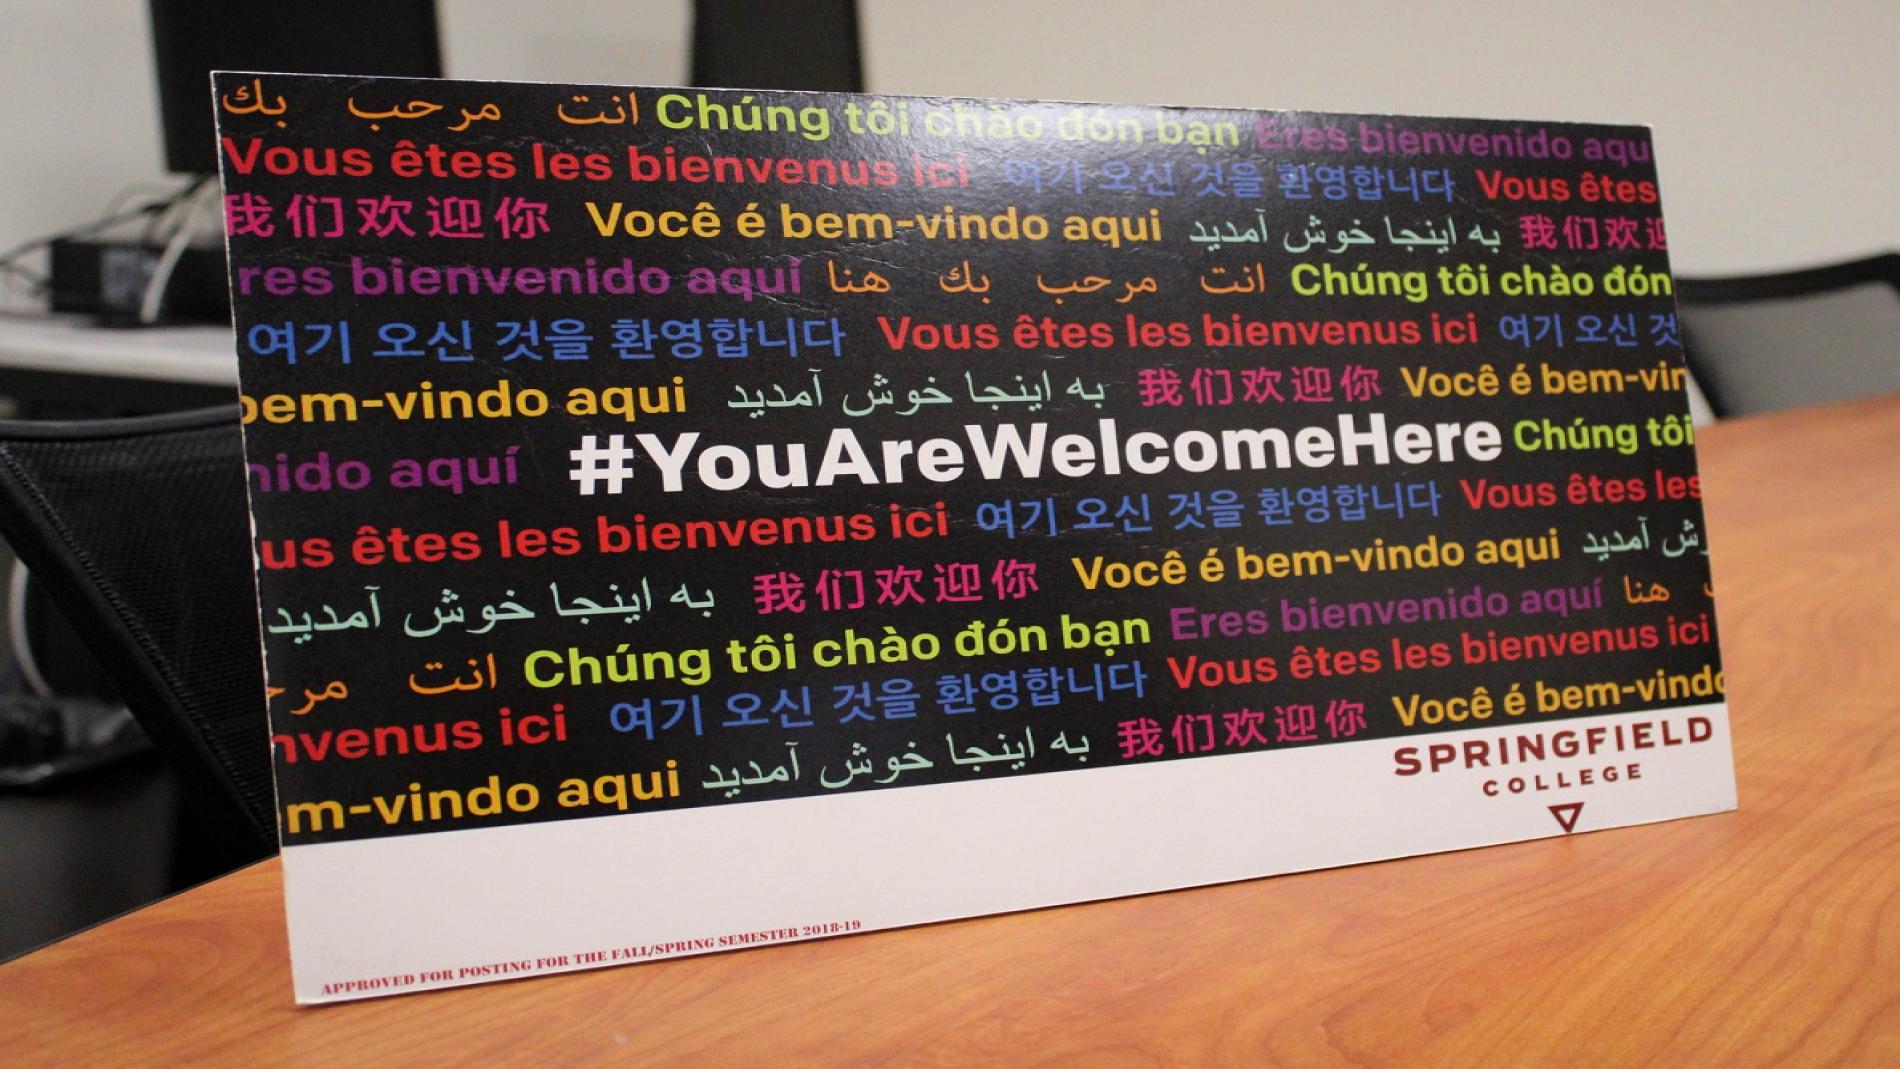 انت مرحب بك Chúng tôi chào đón bạn Eres bienvenido aqu
Vous êtes les bienvenus ici 여기 오신 것을 환영합니다 Vous êtes
我们欢迎你 Você é bem-vindo aqui به اينجا خوش آمدید 我们欢迎
res bienvenido aquí انت مرحب بك هنا Chúng tôi chào đón
여기 오신 것을 환영합니다 Vous êtes les bienvenus ici 여기 오신 것
bem-vindo aqui به اينجا خوش آمدید 我们欢迎你 Você é bem-vin
nido aquí #YouAreWelcomeHere Chúng tôi
us êtes les bienvenus ici 여기 오신 것을 환영합니다 Vous êtes les
به اينجا خوش آمدید 我们欢迎你 Você é bem-vindo aqui خوش آمدید
انت مر Chúng tôi chào đón bạn Eres bienvenido aquí هنا
nvenus ici 여기 오신 것을 환영합니다 Vous êtes les bienvenus ici
m-vindo aqui به اينجا خوش آمدید 我们欢迎你 Você é bem-vindo
SPRINGFIELD
COLLEGE
APPROVED FOR POSTING FOR THE FALL/SPRING SEMESTER 2018-19